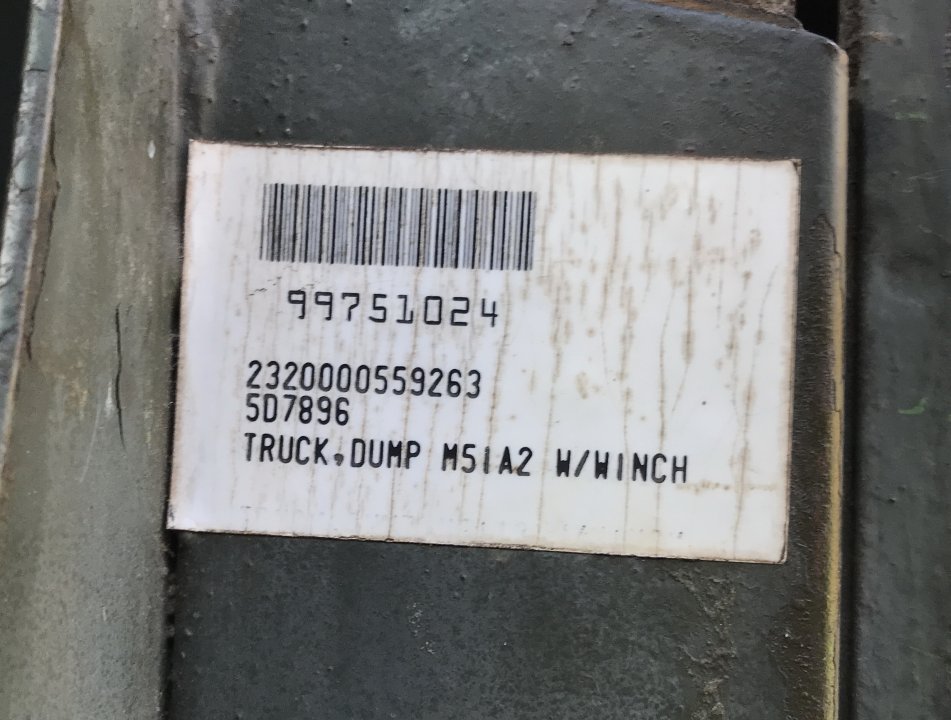 99751024
2320000559263
5D7896
TRUCK,DUMP M51A2 W/WINCH